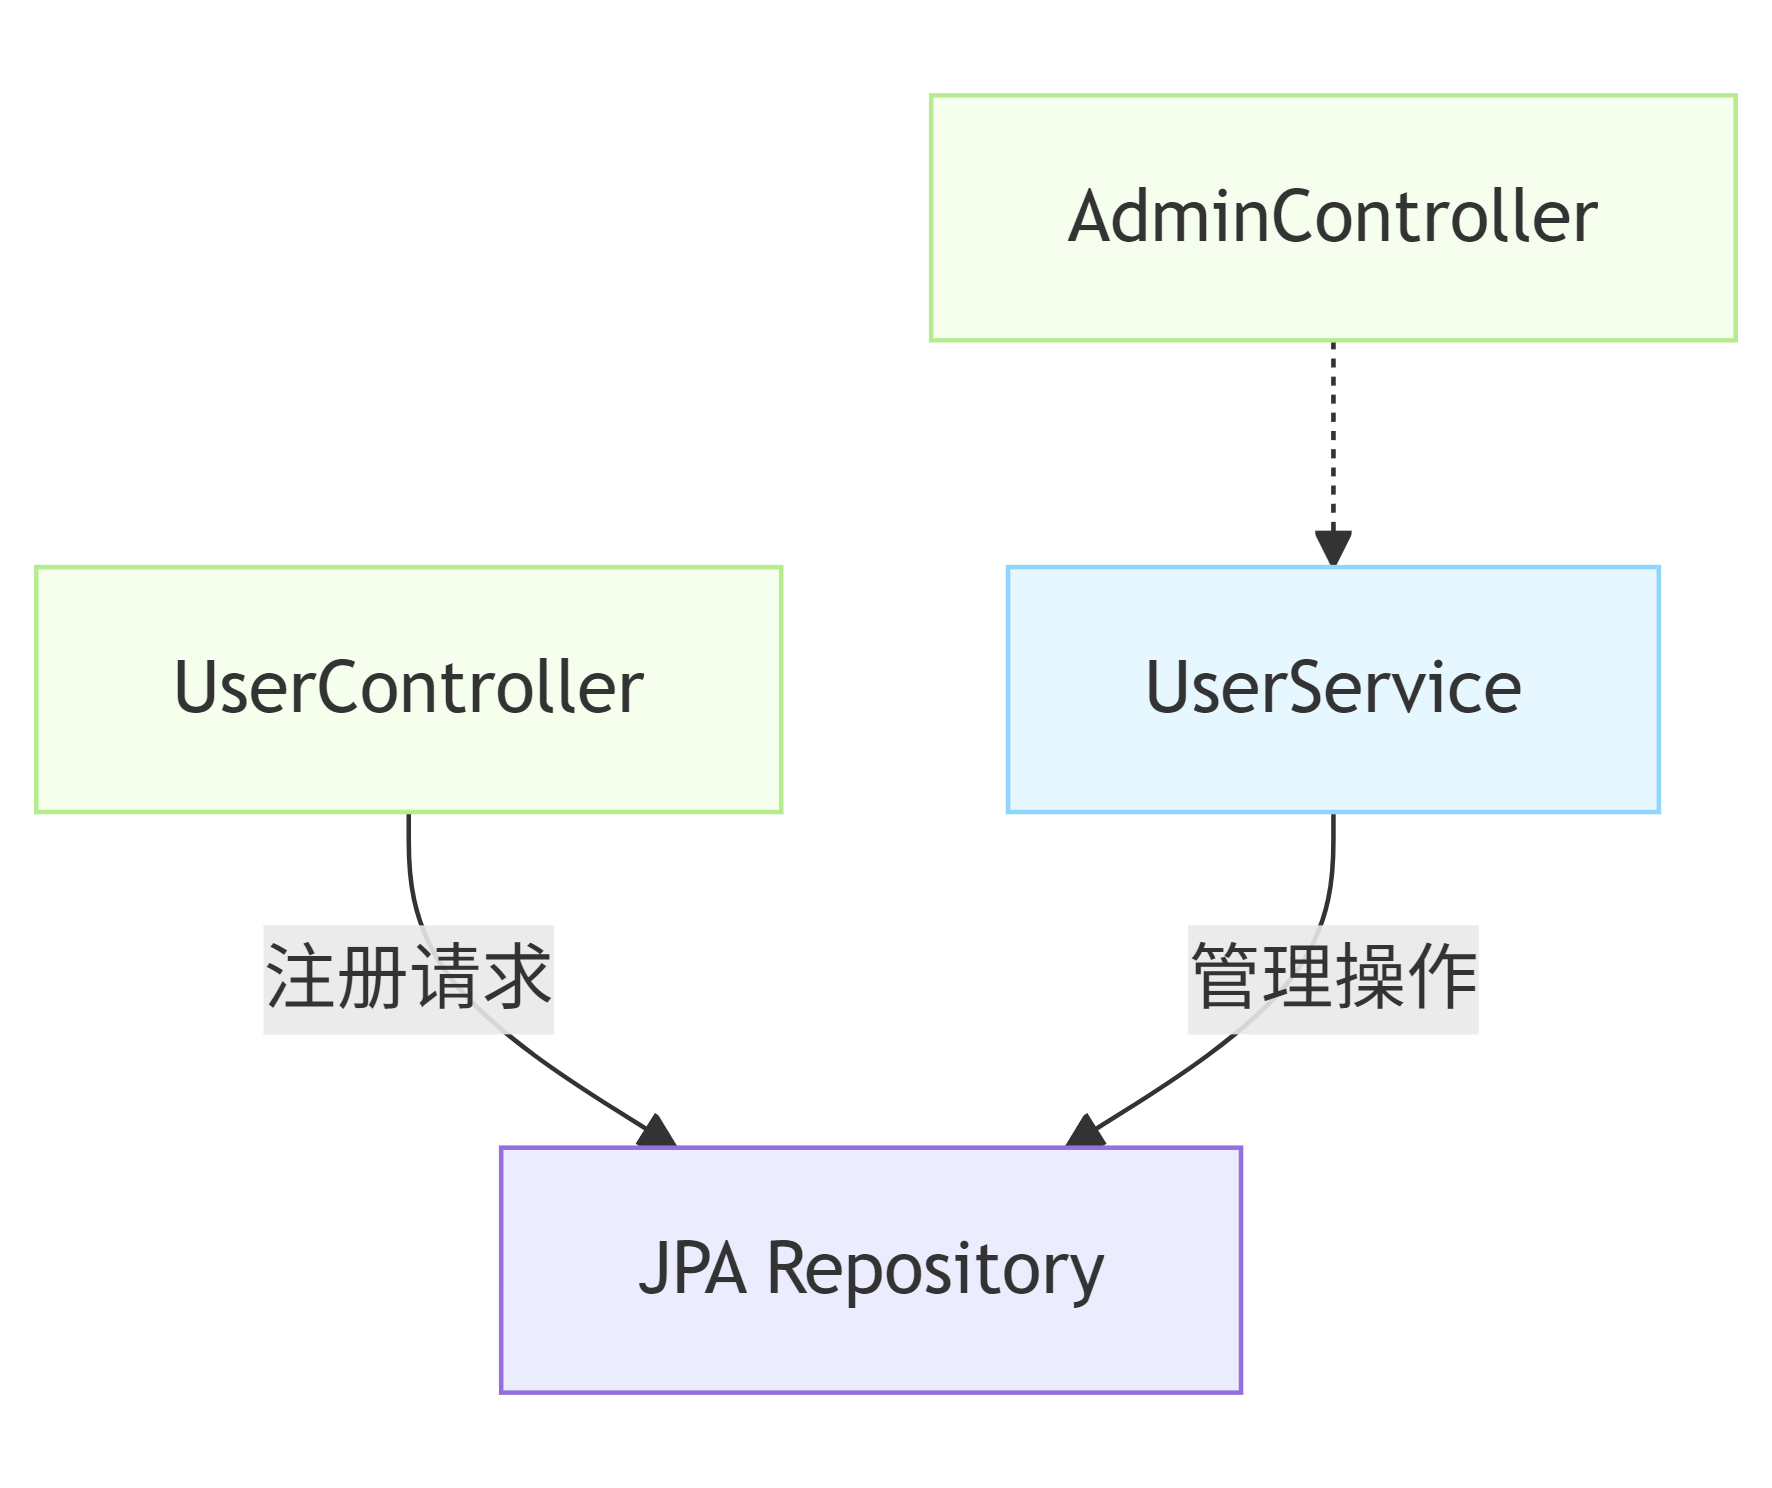 AdminController
UserController
UserService
注册请求
管理操作
JPA Repository